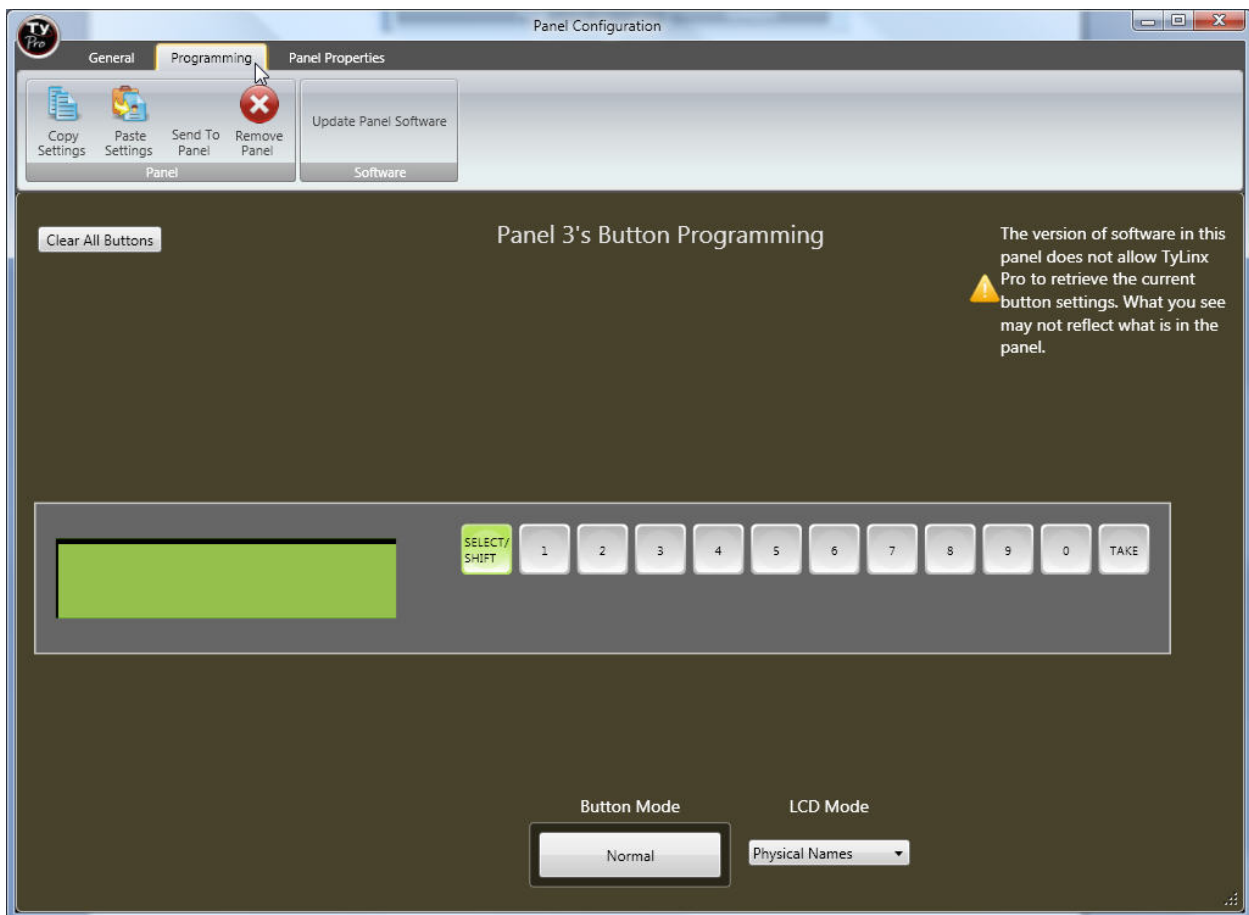 Panel Configuration
Ty
Pro
General Programming Panel Properties
Copy Settings
Paste Settings
Send To Panel
Remove Panel
Update Panel Software
Panel
Software
Clear All Buttons
Panel 3's Button Programming
The version of software in this
panel does not allow TyLinx
Pro to retrieve the current
button settings. What you see
may not reflect what is in the
panel.
SELECT/
SHIFT
1 2 3 4 5 6 7 8 9 0 TAKE
Button Mode LCD Mode
Normal Physical Names